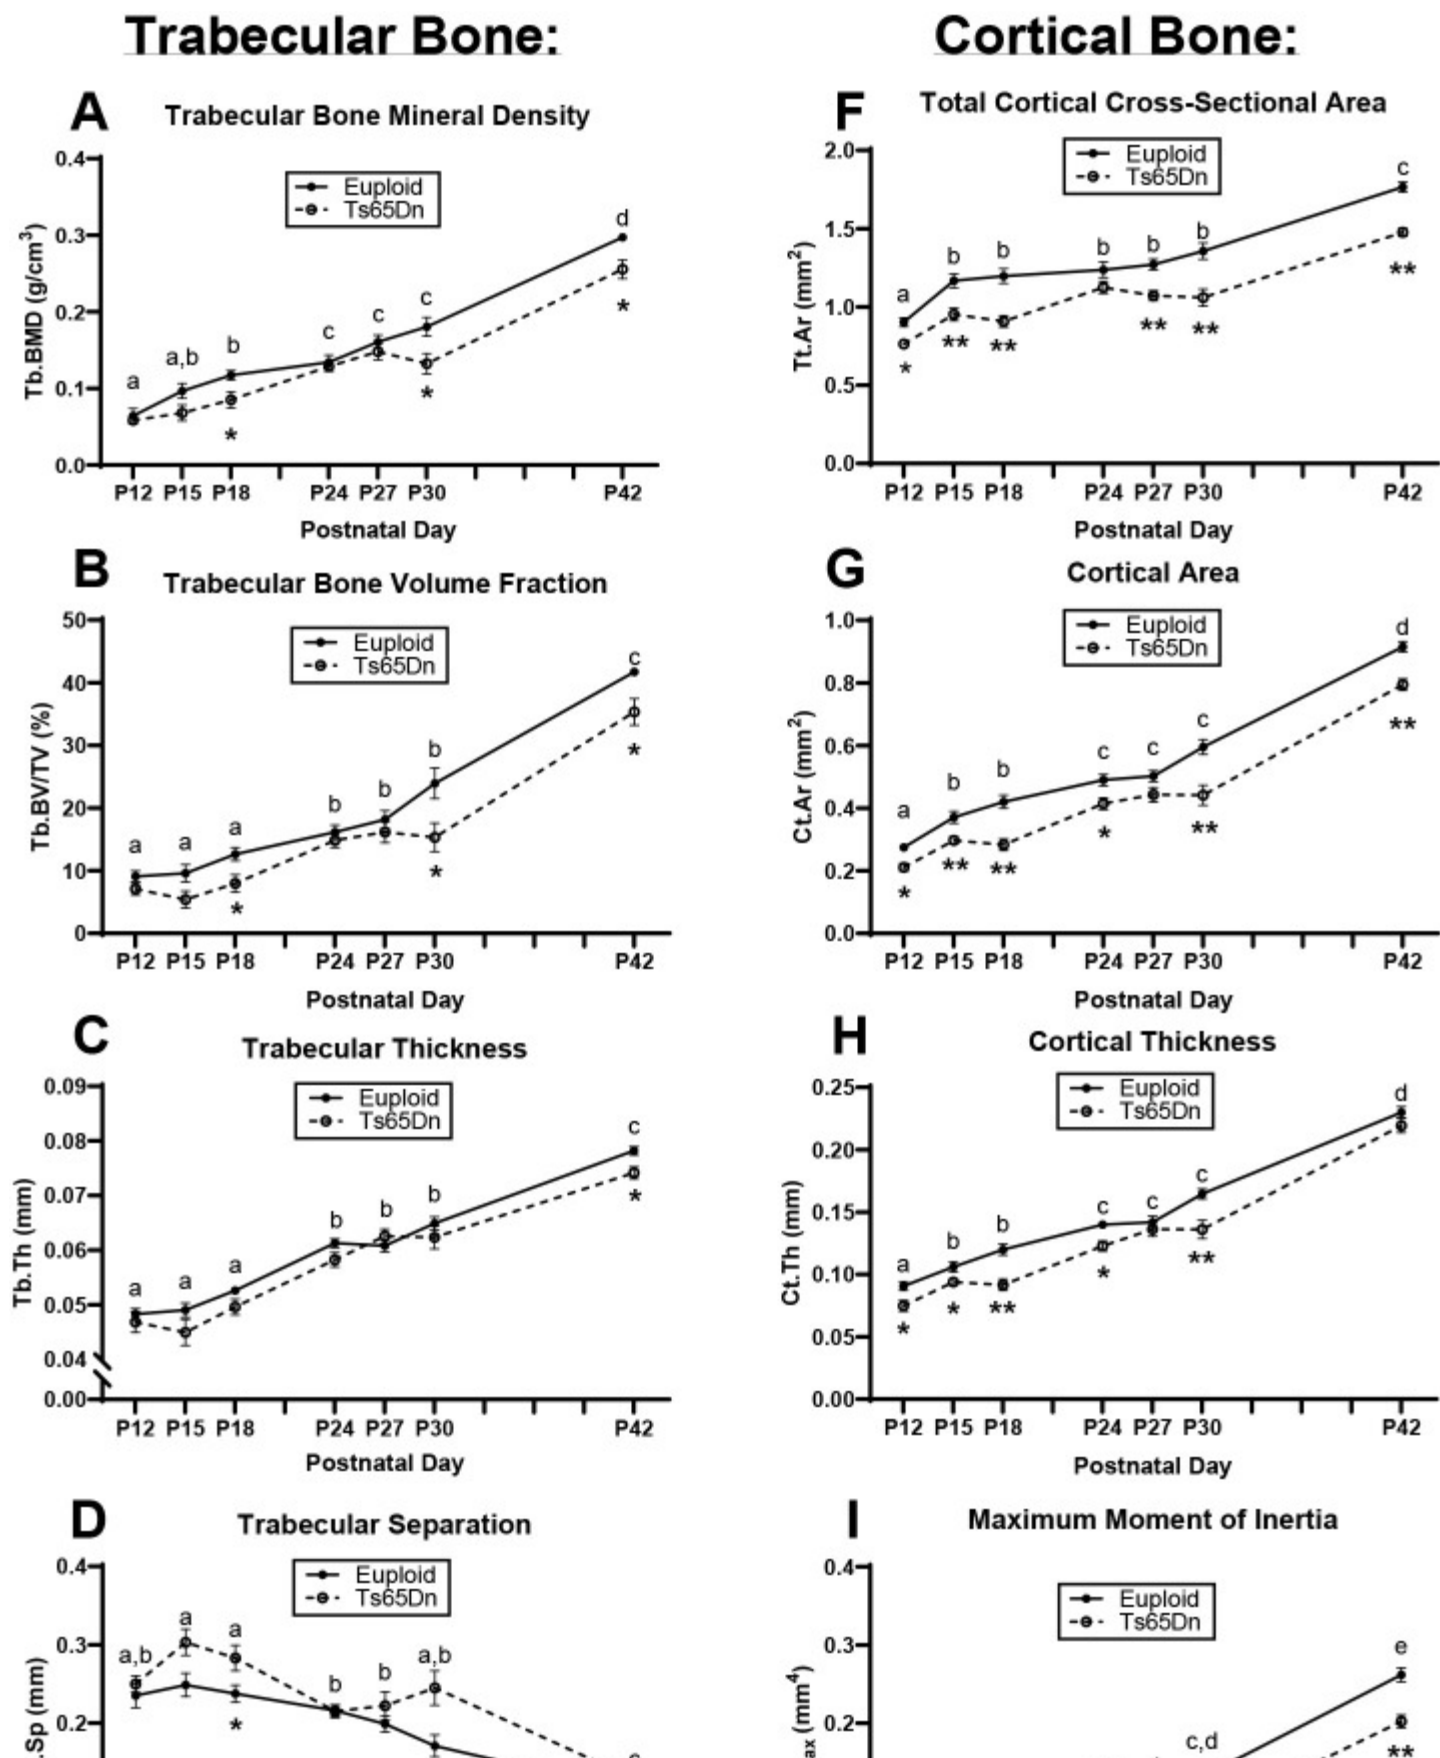 Trabecular Bone:
A
Trabecular Bone Mineral Density
Euploid
Ts65Dn
Tb.BMD (g/cm³)
0.4
0.3
0.2
0.1
0.0
a
a,b
b
c
c
c
d
*
*
*
P12 P15 P18 P24 P27 P30 P42
Postnatal Day
B
Trabecular Bone Volume Fraction
Euploid
Ts65Dn
Tb.BV/TV (%)
50
40
30
20
10
0
a
a
a
b
b
b
c
*
*
*
P12 P15 P18 P24 P27 P30 P42
Postnatal Day
C
Trabecular Thickness
Euploid
Ts65Dn
Tb.Th (mm)
0.09
0.08
0.07
0.06
0.05
0.04
0.00
a
a
a
b
b
b
c
*
P12 P15 P18 P24 P27 P30 P42
Postnatal Day
D
Trabecular Separation
Euploid
Ts65Dn
.Sp (mm)
0.4
0.3
0.2
a,b
a
a
b
b
a,b
*
Cortical Bone:
F
Total Cortical Cross-Sectional Area
Euploid
Ts65Dn
Tt.Ar (mm²)
2.0
1.5
1.0
0.5
0.0
a
b
b
b
b
b
c
*
**
**
**
**
**
P12 P15 P18 P24 P27 P30 P42
Postnatal Day
G
Cortical Area
Euploid
Ts65Dn
Ct.Ar (mm²)
1.0
0.8
0.6
0.4
0.2
0.0
a
b
b
c
c
c
d
*
**
**
*
**
**
P12 P15 P18 P24 P27 P30 P42
Postnatal Day
H
Cortical Thickness
Euploid
Ts65Dn
Ct.Th (mm)
0.25
0.20
0.15
0.10
0.05
0.00
a
b
b
c
c
c
d
*
*
**
*
**
P12 P15 P18 P24 P27 P30 P42
Postnatal Day
I
Maximum Moment of Inertia
Euploid
Ts65Dn
ax (mm⁴)
0.4
0.3
0.2
c,d
e
**